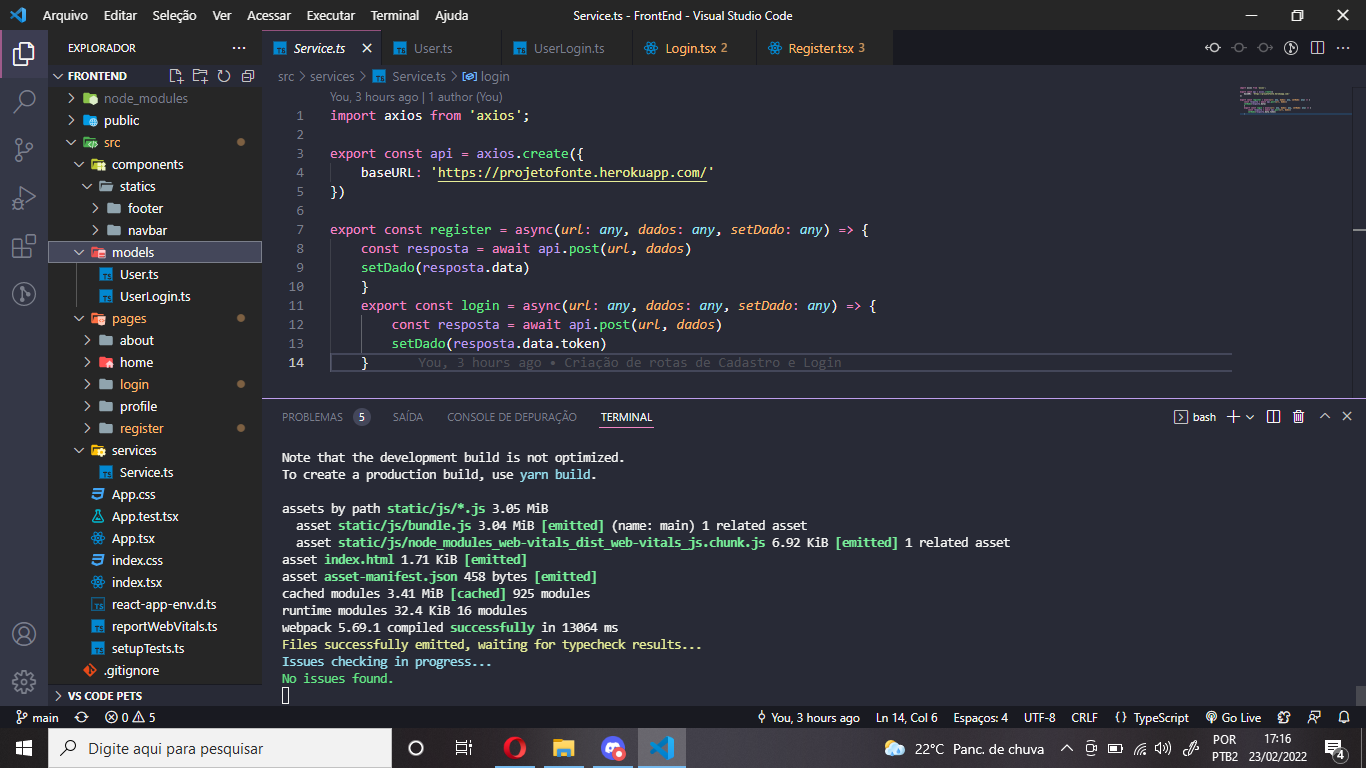 Arquivo Editar Seleção Ver Acessar Executar Terminal Ajuda
Service.ts - FrontEnd - Visual Studio Code
EXPLORADOR
FRONTEND
node_modules
public
src
components
statics
footer
navbar
models
User.ts
UserLogin.ts
pages
about
home
login
profile
register
services
Service.ts
App.css
App.test.tsx
App.tsx
index.css
index.tsx
react-app-env.d.ts
reportWebVitals.ts
setupTests.ts
.gitignore
VS CODE PETS
Service.ts User.ts UserLogin.ts Login.tsx 2 Register.tsx 3
src > services > Service.ts > login
You, 3 hours ago | 1 author (You)
1 import axios from 'axios';
2
3 export const api = axios.create({
4 baseURL: 'https://projetofonte.herokuapp.com/'
5 })
6
7 export const register = async(url: any, dados: any, setDado: any) => {
8 const resposta = await api.post(url, dados)
9 setDado(resposta.data)
10 }
11 export const login = async(url: any, dados: any, setDado: any) => {
12 const resposta = await api.post(url, dados)
13 setDado(resposta.data.token)
14 } You, 3 hours ago • Criação de rotas de Cadastro e Login
PROBLEMAS 5 SAÍDA CONSOLE DE DEPURAÇÃO TERMINAL
bash
Note that the development build is not optimized.
To create a production build, use yarn build.
assets by path static/js/*.js 3.05 MiB
asset static/js/bundle.js 3.04 MiB [emitted] (name: main) 1 related asset
asset static/js/node_modules_web-vitals_dist_web-vitals_js.chunk.js 6.92 KiB [emitted] 1 related asset
asset index.html 1.71 KiB [emitted]
asset asset-manifest.json 458 bytes [emitted]
cached modules 3.41 MiB [cached] 925 modules
runtime modules 32.4 KiB 16 modules
webpack 5.69.1 compiled successfully in 13064 ms
Files successfully emitted, waiting for typecheck results...
Issues checking in progress...
No issues found.
main 0 5
You, 3 hours ago Ln 14, Col 6 Espaços: 4 UTF-8 CRLF {} TypeScript Go Live
Digite aqui para pesquisar
22°C Panc. de chuva
POR
PTB2
17:16
23/02/2022
4